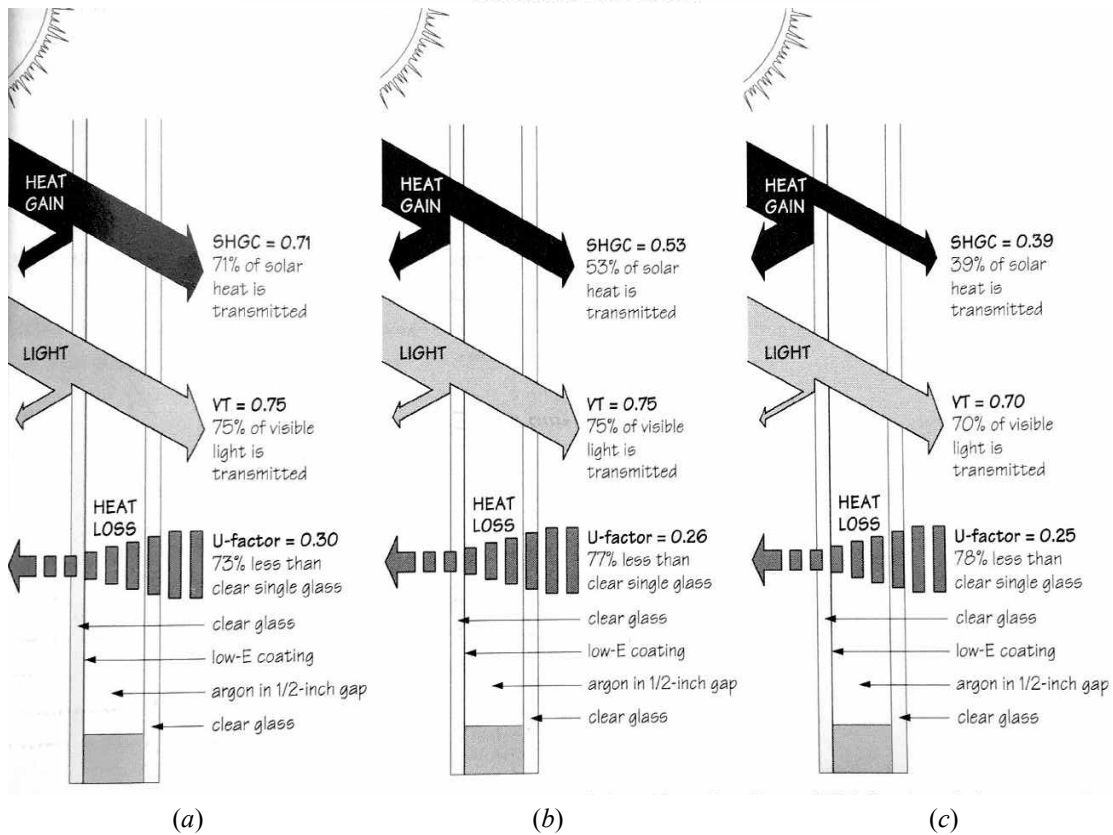 HEAT
GAIN
SHGC = 0.71
71% of solar
heat is
transmitted
LIGHT
VT = 0.75
75% of visible
light is
transmitted
HEAT
LOSS
U-factor = 0.30
73% less than
clear single glass
clear glass
low-E coating
argon in 1/2-inch gap
clear glass
(a)
HEAT
GAIN
SHGC = 0.53
53% of solar
heat is
transmitted
LIGHT
VT = 0.75
75% of visible
light is
transmitted
HEAT
LOSS
U-factor = 0.26
77% less than
clear single glass
clear glass
low-E coating
argon in 1/2-inch gap
clear glass
(b)
HEAT
GAIN
SHGC = 0.39
39% of solar
heat is
transmitted
LIGHT
VT = 0.70
70% of visible
light is
transmitted
HEAT
LOSS
U-factor = 0.25
78% less than
clear single glass
clear glass
low-E coating
argon in 1/2-inch gap
clear glass
(c)